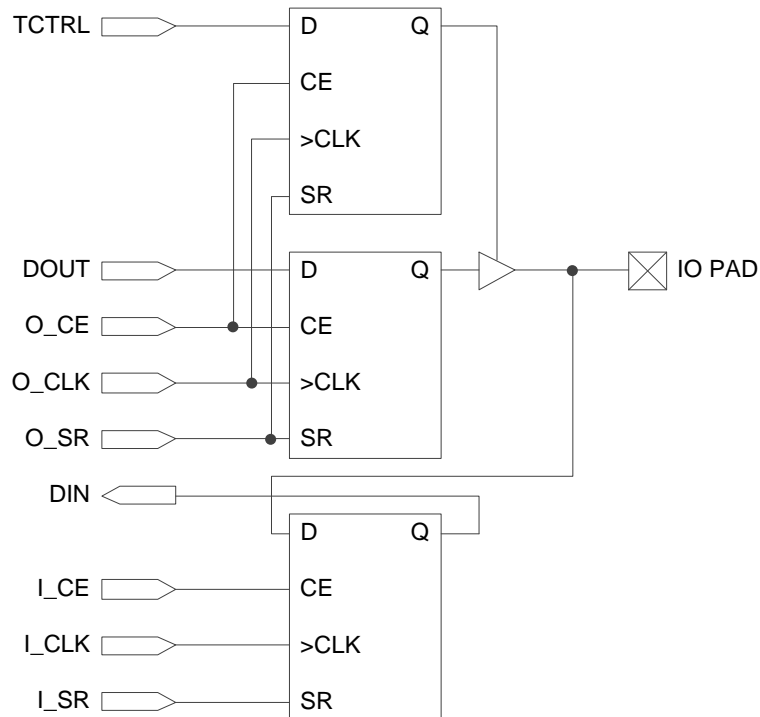 TCTRL D Q
CE
>CLK
SR
DOUT D Q IO PAD
O_CE CE
O_CLK >CLK
O_SR SR
DIN
D Q
I_CE CE
I_CLK >CLK
I_SR SR